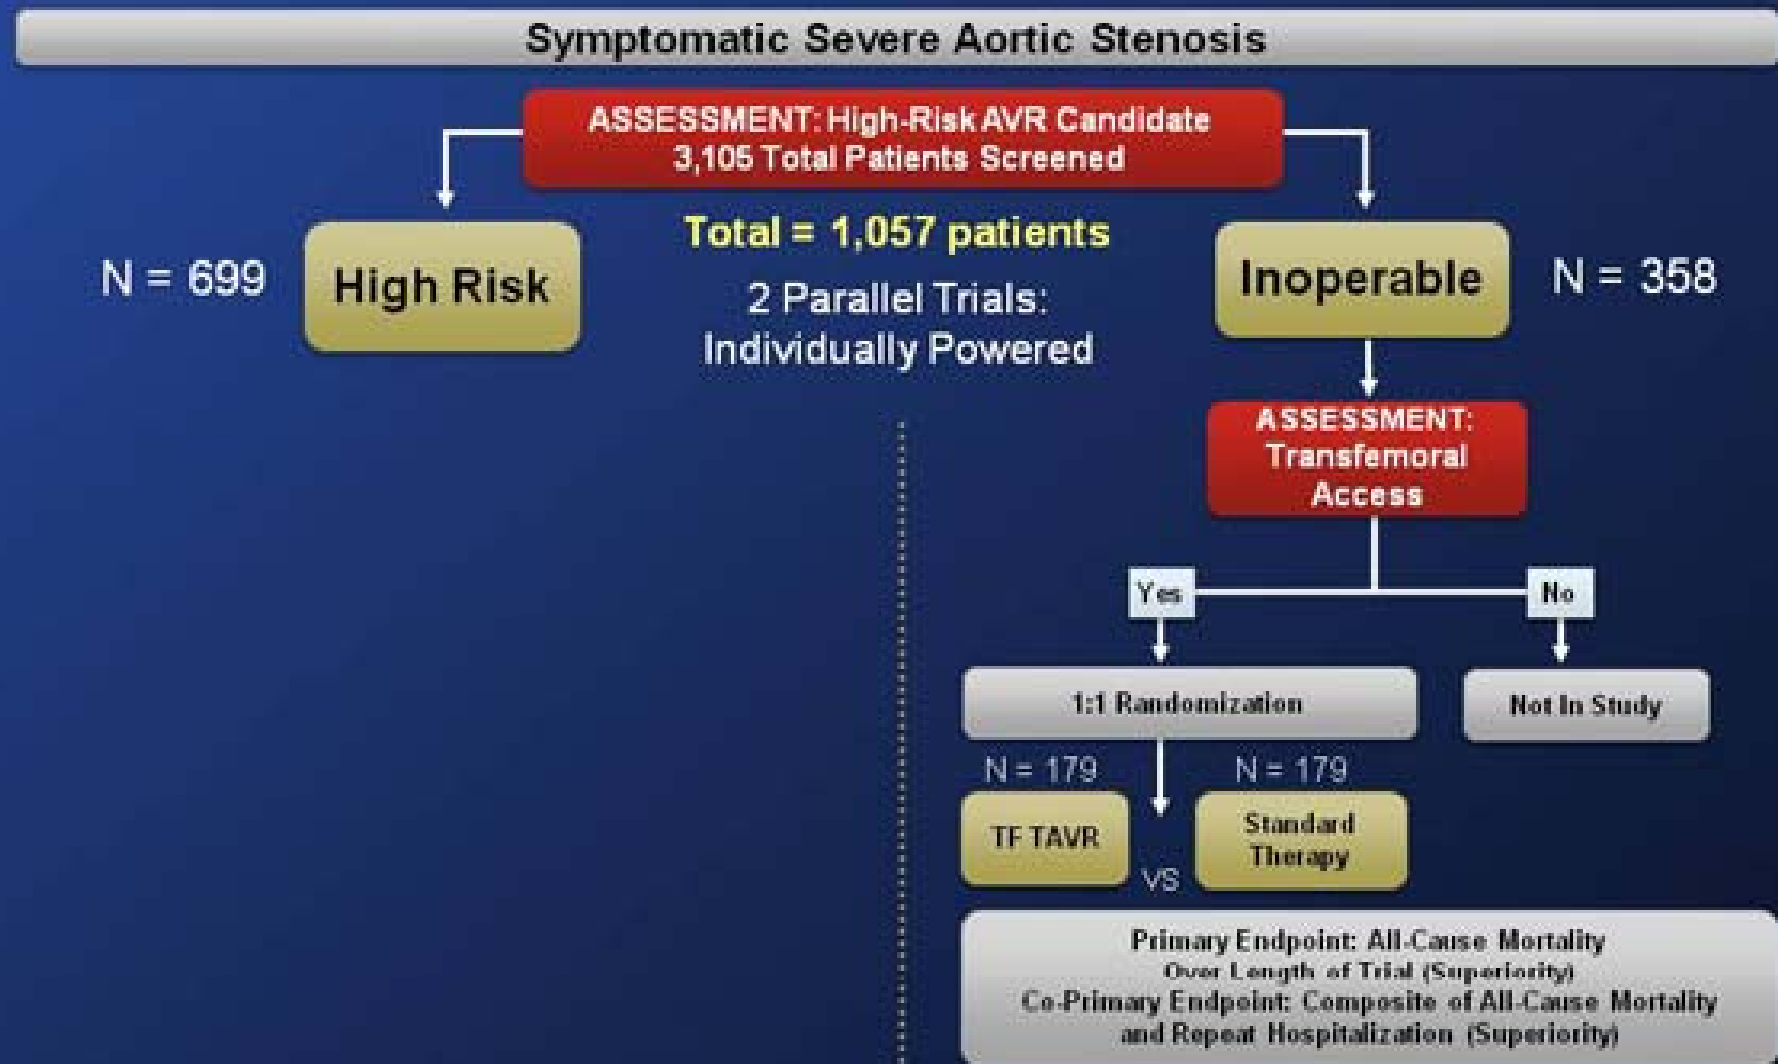 Symptomatic Severe Aortic Stenosis
ASSESSMENT: High-Risk AVR Candidate
3,105 Total Patients Screened
Total = 1,057 patients
2 Parallel Trials:
Individually Powered
N = 699
High Risk
Inoperable
N = 358
ASSESSMENT:
Transfemoral
Access
Yes
No
1:1 Randomization
Not In Study
N = 179
N = 179
TF TAVR
VS
Standard
Therapy
Primary Endpoint: All-Cause Mortality
Over Length of Trial (Superiority)
Co-Primary Endpoint: Composite of All-Cause Mortality
and Repeat Hospitalization (Superiority)